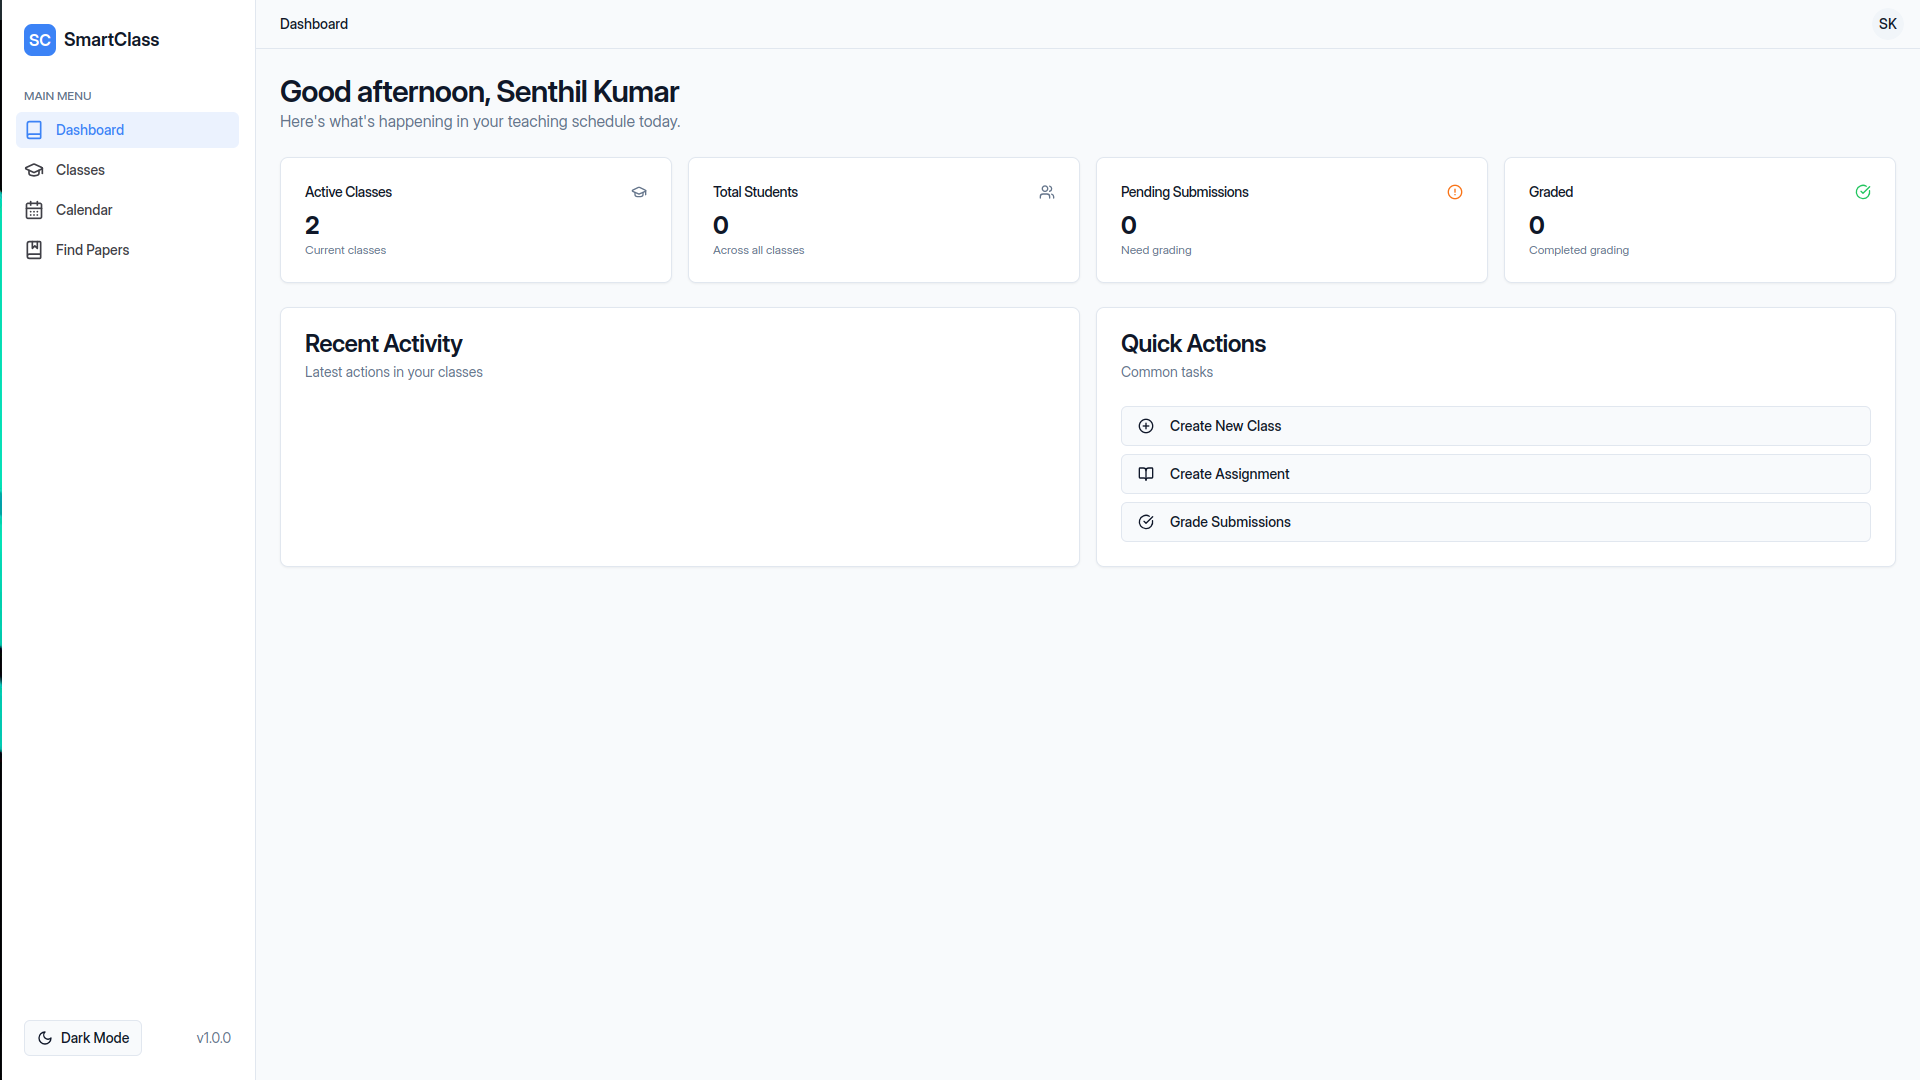 SC SmartClass
MAIN MENU
Dashboard
Classes
Calendar
Find Papers
Dark Mode
v1.0.0
Dashboard
SK
Good afternoon, Senthil Kumar
Here's what's happening in your teaching schedule today.
Active Classes
2
Current classes
Total Students
0
Across all classes
Pending Submissions
0
Need grading
Graded
0
Completed grading
Recent Activity
Latest actions in your classes
Quick Actions
Common tasks
Create New Class
Create Assignment
Grade Submissions